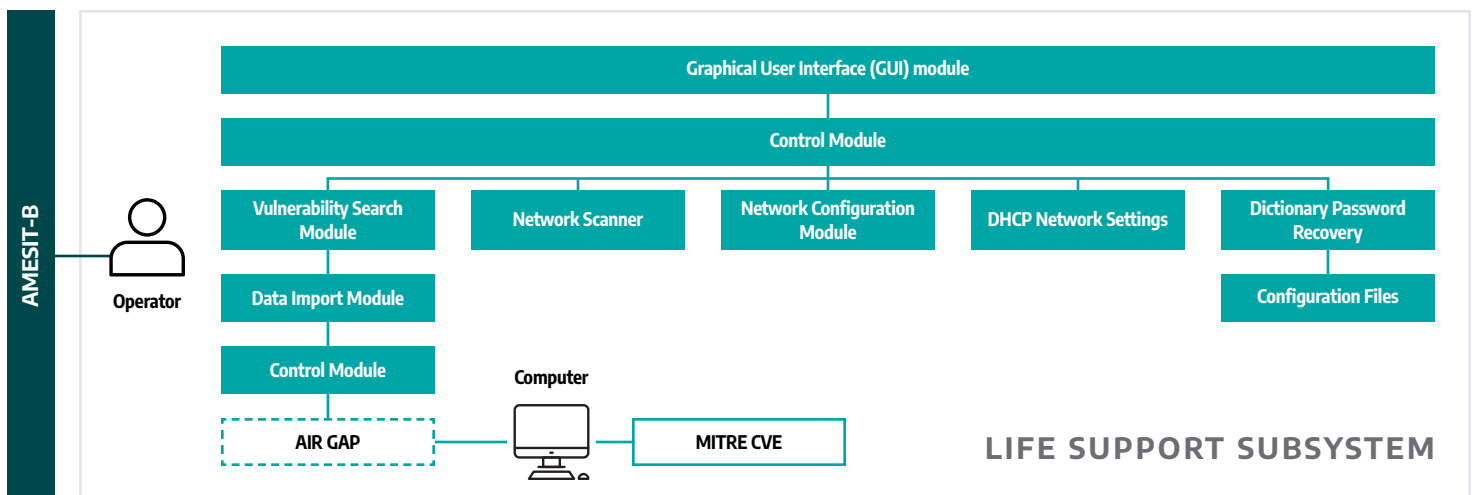 AMESIT-B
Graphical User Interface (GUI) module
Control Module
Vulnerability Search
Module
Network Scanner
Network Configuration
Module
DHCP Network Settings
Dictionary Password
Recovery
Operator
Data Import Module
Configuration Files
Control Module
Computer
AIR GAP
MITRE CVE
LIFE SUPPORT SUBSYSTEM